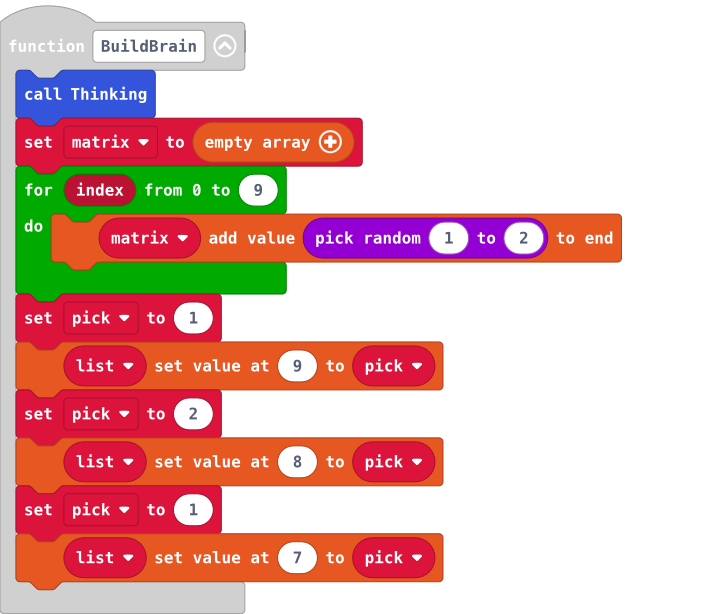 function BuildBrain
call Thinking
set matrix to empty array
for index from 0 to 9
do matrix add value pick random 1 to 2 to end
set pick to 1
list set value at 9 to pick
set pick to 2
list set value at 8 to pick
set pick to 1
list set value at 7 to pick